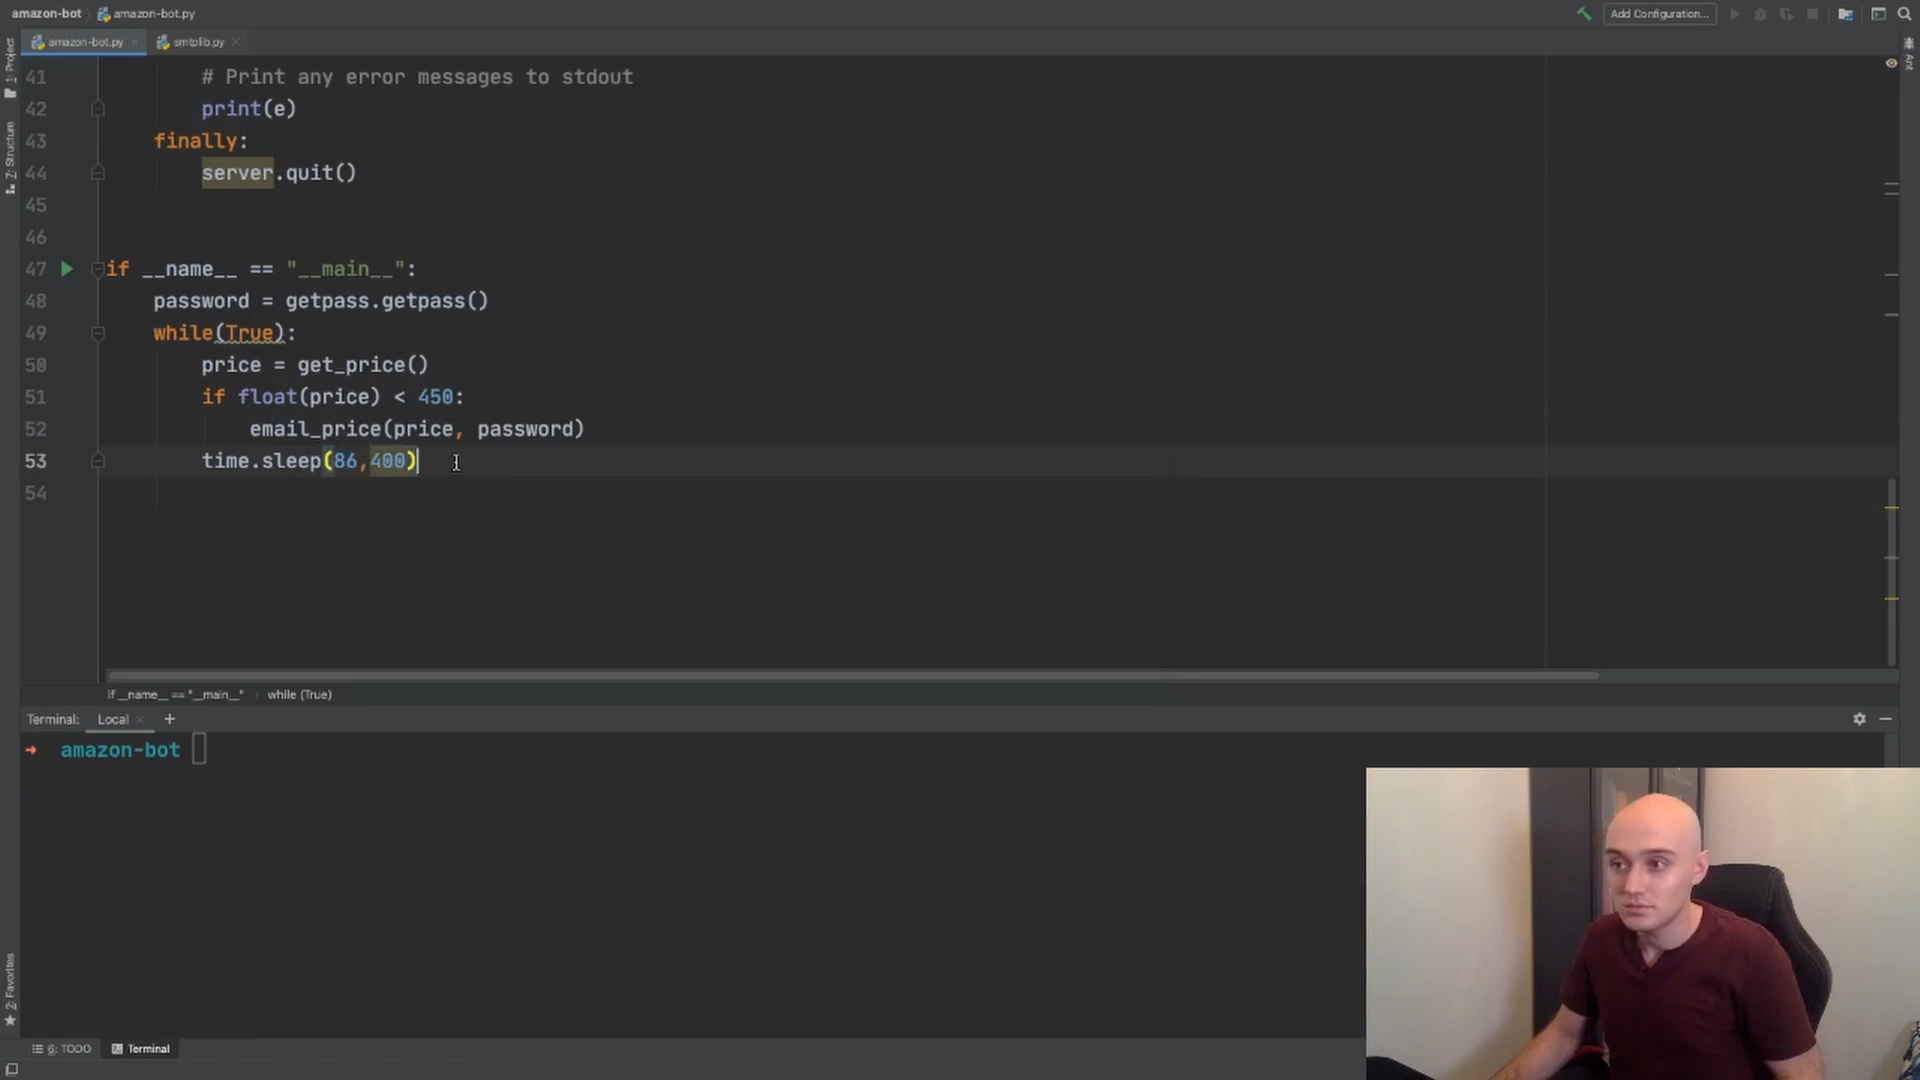 amazon-bot amazon-bot.py
Add Configuration...
amazon-bot.py smtplib.py
1: Project
Z: Structure
2: Favorites
Ant
41 # Print any error messages to stdout
42 print(e)
43 finally:
44 server.quit()
45
46
47 if __name__ == "__main__":
48 password = getpass.getpass()
49 while(True):
50 price = get_price()
51 if float(price) < 450:
52 email_price(price, password)
53 time.sleep(86,400)
54
if __name__ == "__main__" › while (True)
Terminal: Local +
➜ amazon-bot
6: TODO Terminal